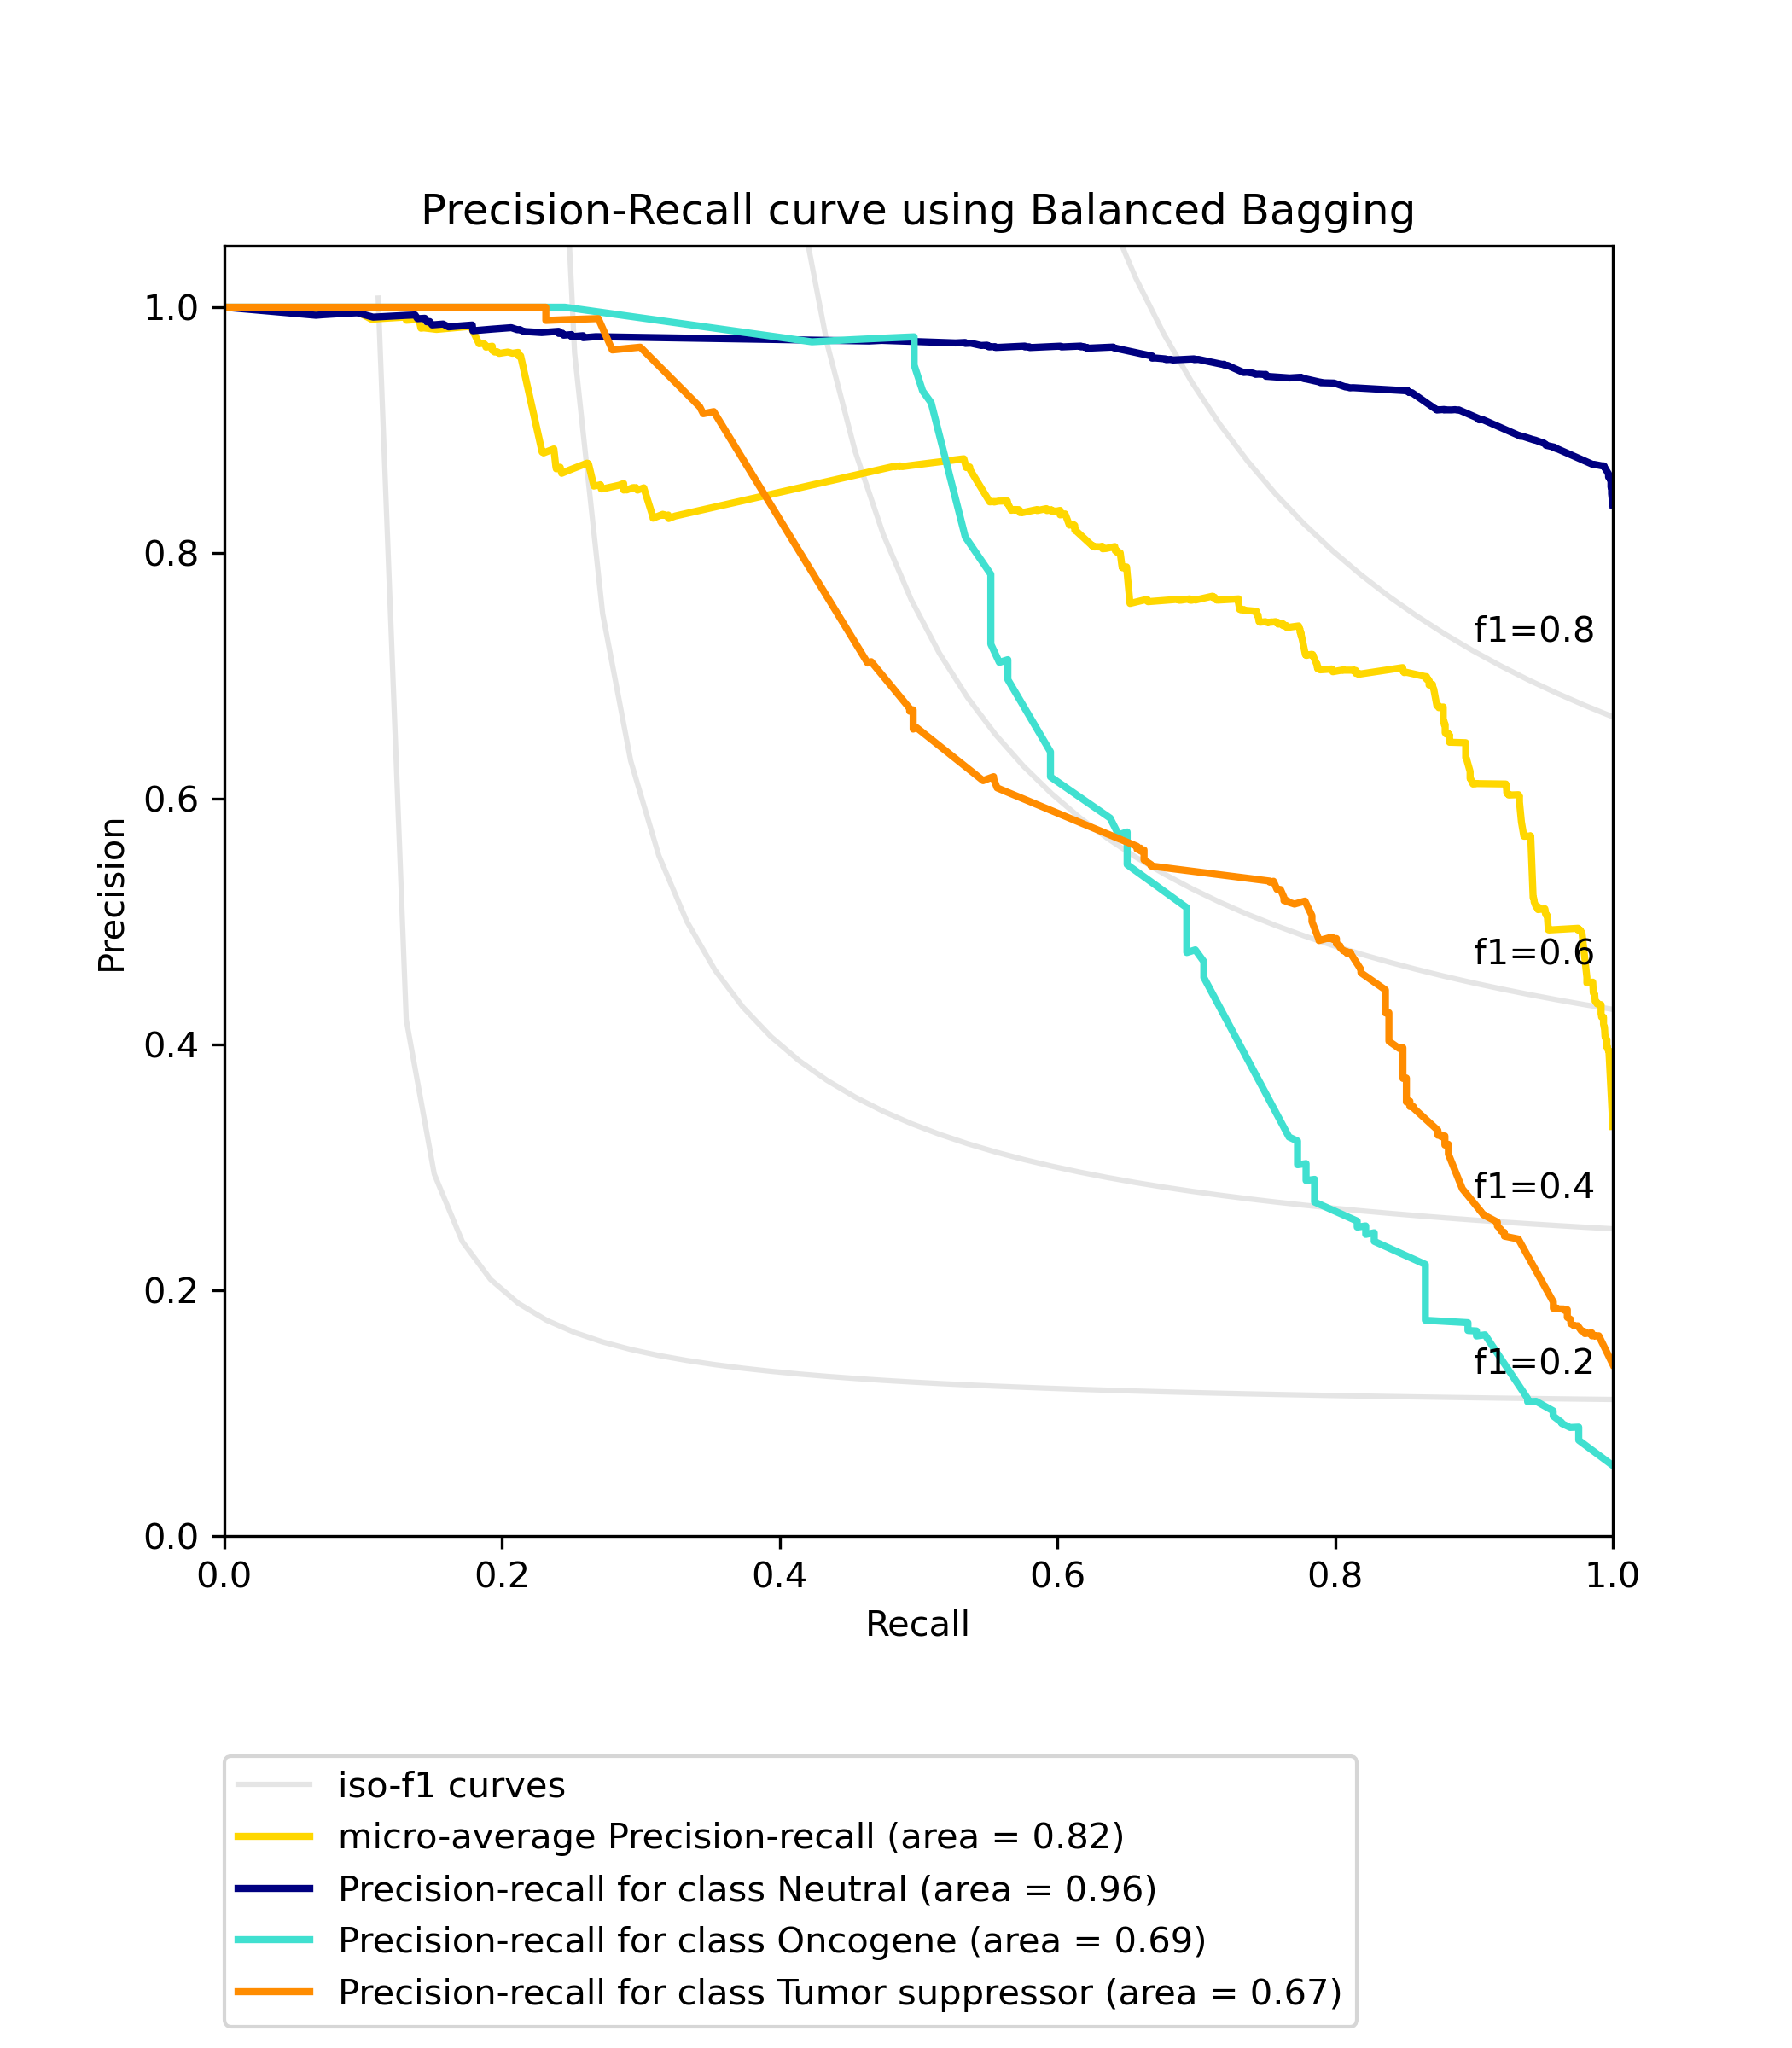 Precision-Recall curve using Balanced Bagging
1.0
0.8
0.6
0.4
0.2
0.0
Precision
f1=0.8
f1=0.6
f1=0.4
f1=0.2
0.0 0.2 0.4 0.6 0.8 1.0
Recall
iso-f1 curves
micro-average Precision-recall (area = 0.82)
Precision-recall for class Neutral (area = 0.96)
Precision-recall for class Oncogene (area = 0.69)
Precision-recall for class Tumor suppressor (area = 0.67)